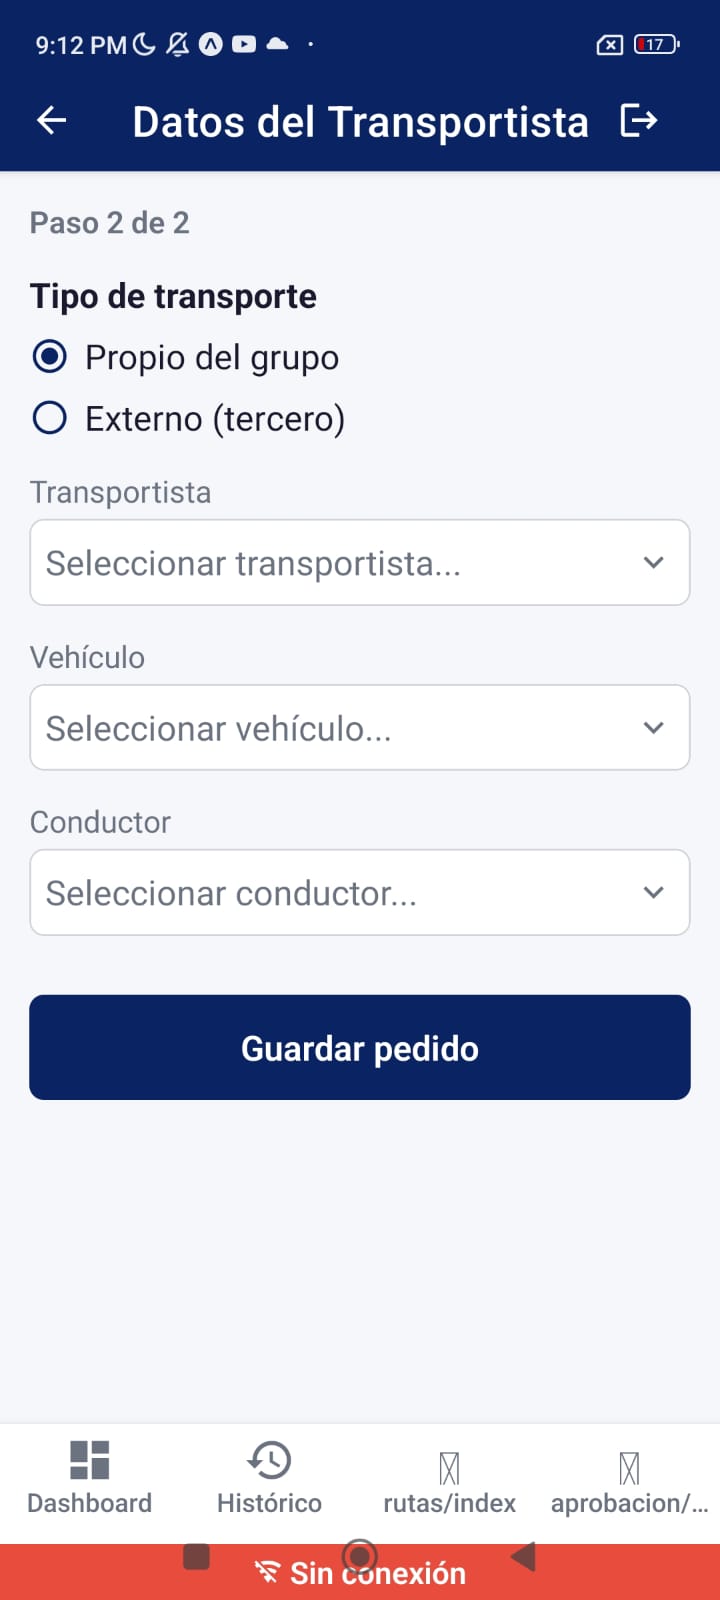 9:12 PM
17
Datos del Transportista
Paso 2 de 2
Tipo de transporte
Propio del grupo
Externo (tercero)
Transportista
Seleccionar transportista...
Vehículo
Seleccionar vehículo...
Conductor
Seleccionar conductor...
Guardar pedido
Dashboard
Histórico
rutas/index
aprobacion/...
Sin conexión